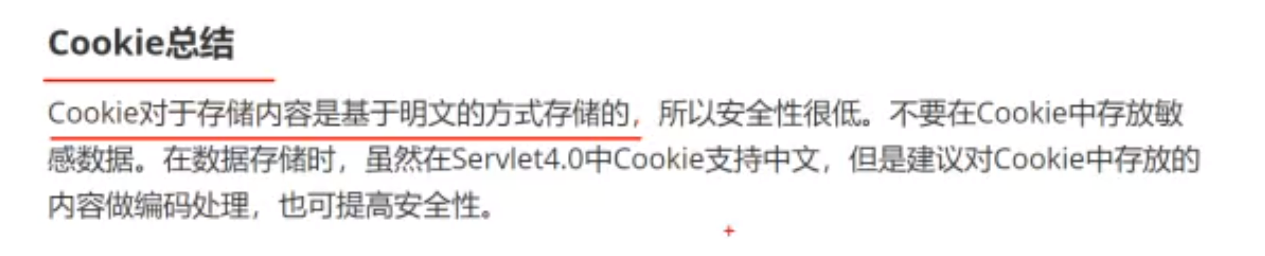 Cookie总结
Cookie对于存储内容是基于明文的方式存储的，所以安全性很低。不要在Cookie中存放敏
感数据。在数据存储时，虽然在Servlet4.0中Cookie支持中文，但是建议对Cookie中存放的
内容做编码处理，也可提高安全性。